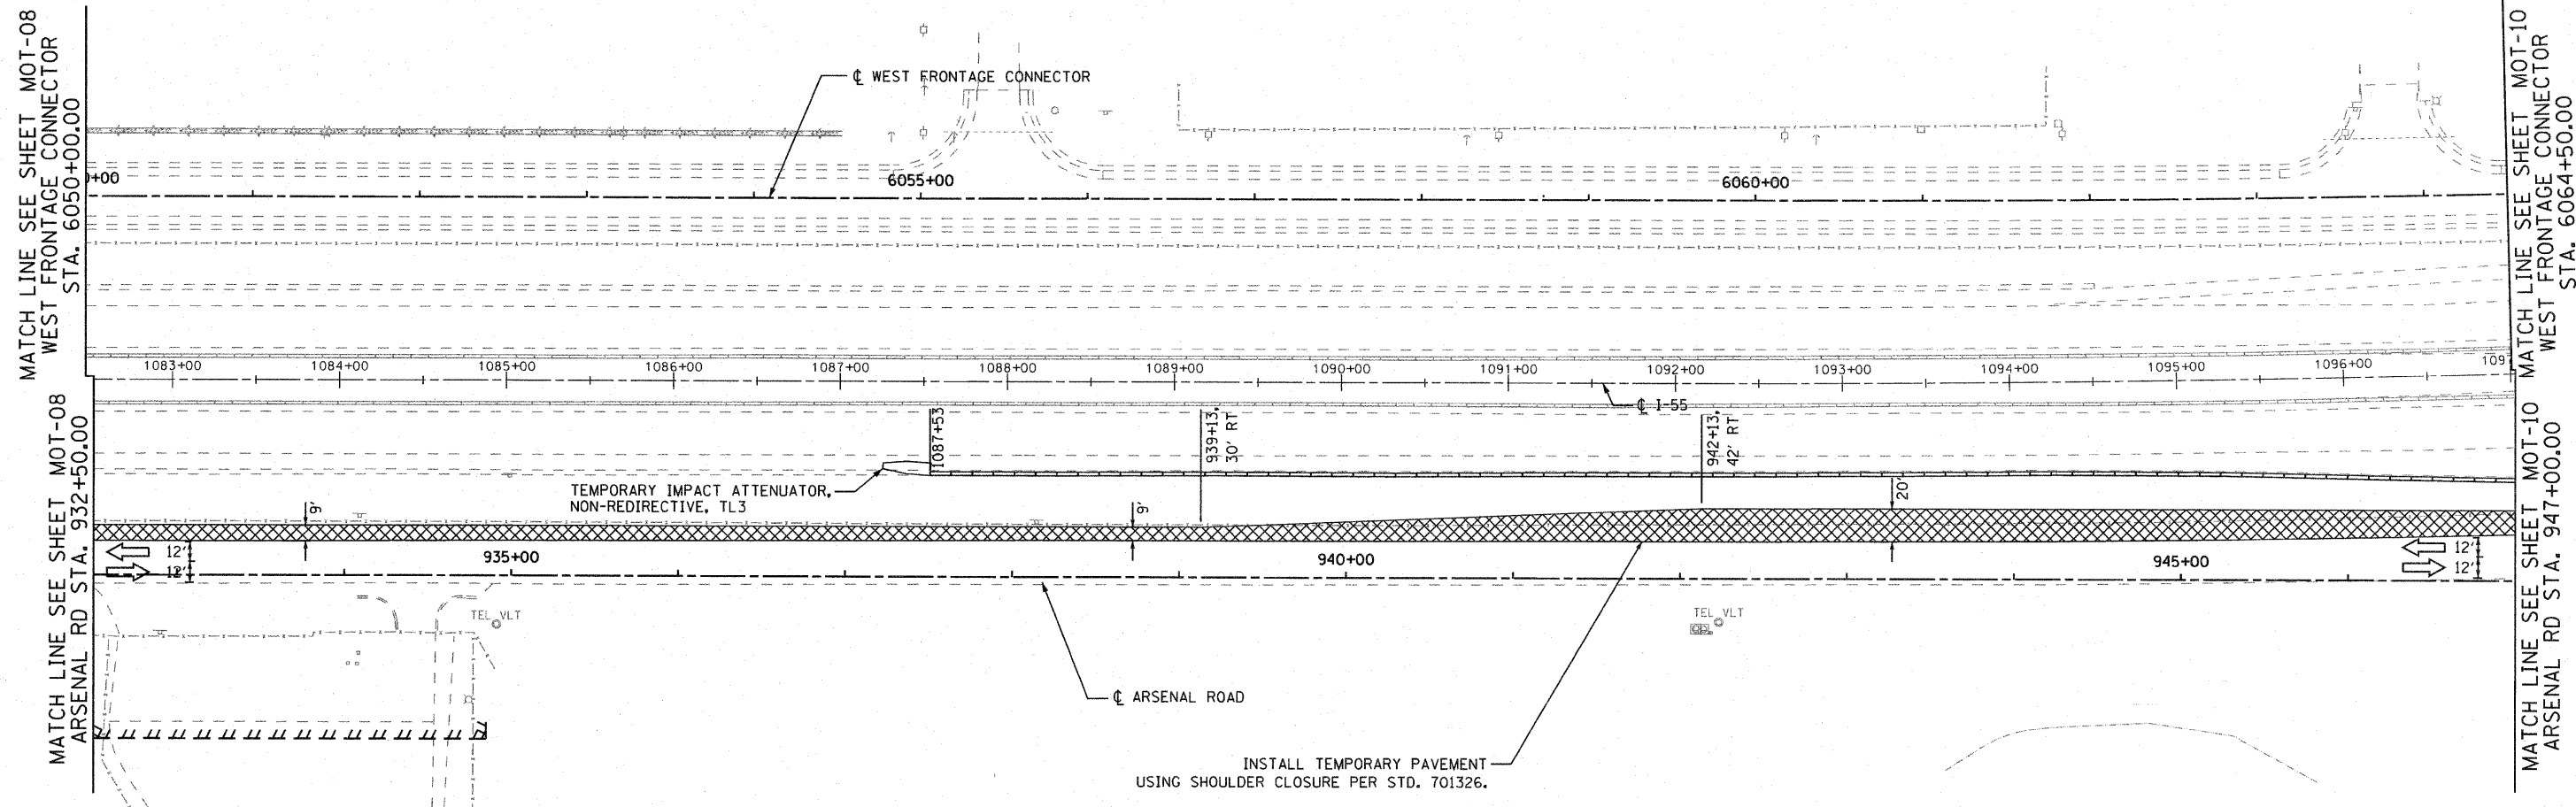 MATCH LINE SEE SHEET MOT-08
WEST FRONTAGE CONNECTOR
STA. 6050+00.00
℄ WEST FRONTAGE CONNECTOR
MATCH LINE SEE SHEET MOT-10
WEST FRONTAGE CONNECTOR
STA. 6064+50.00
0+00
6055+00
6060+00
1083+00
1084+00
1085+00
1086+00
1087+00
1088+00
1089+00
1090+00
1091+00
1092+00
1093+00
1094+00
1095+00
1096+00
109
℄ I-55
MATCH LINE SEE SHEET MOT-08
ARSENAL RD STA. 932+50.00
1087+53
939+13,
30' RT
942+13,
42' RT
TEMPORARY IMPACT ATTENUATOR,
NON-REDIRECTIVE, TL3
20'
9'
9'
12'
12'
935+00
940+00
945+00
12'
12'
TEL VLT
TEL VLT
℄ ARSENAL ROAD
INSTALL TEMPORARY PAVEMENT
USING SHOULDER CLOSURE PER STD. 701326.
MATCH LINE SEE SHEET MOT-10
ARSENAL RD STA. 947+00.00